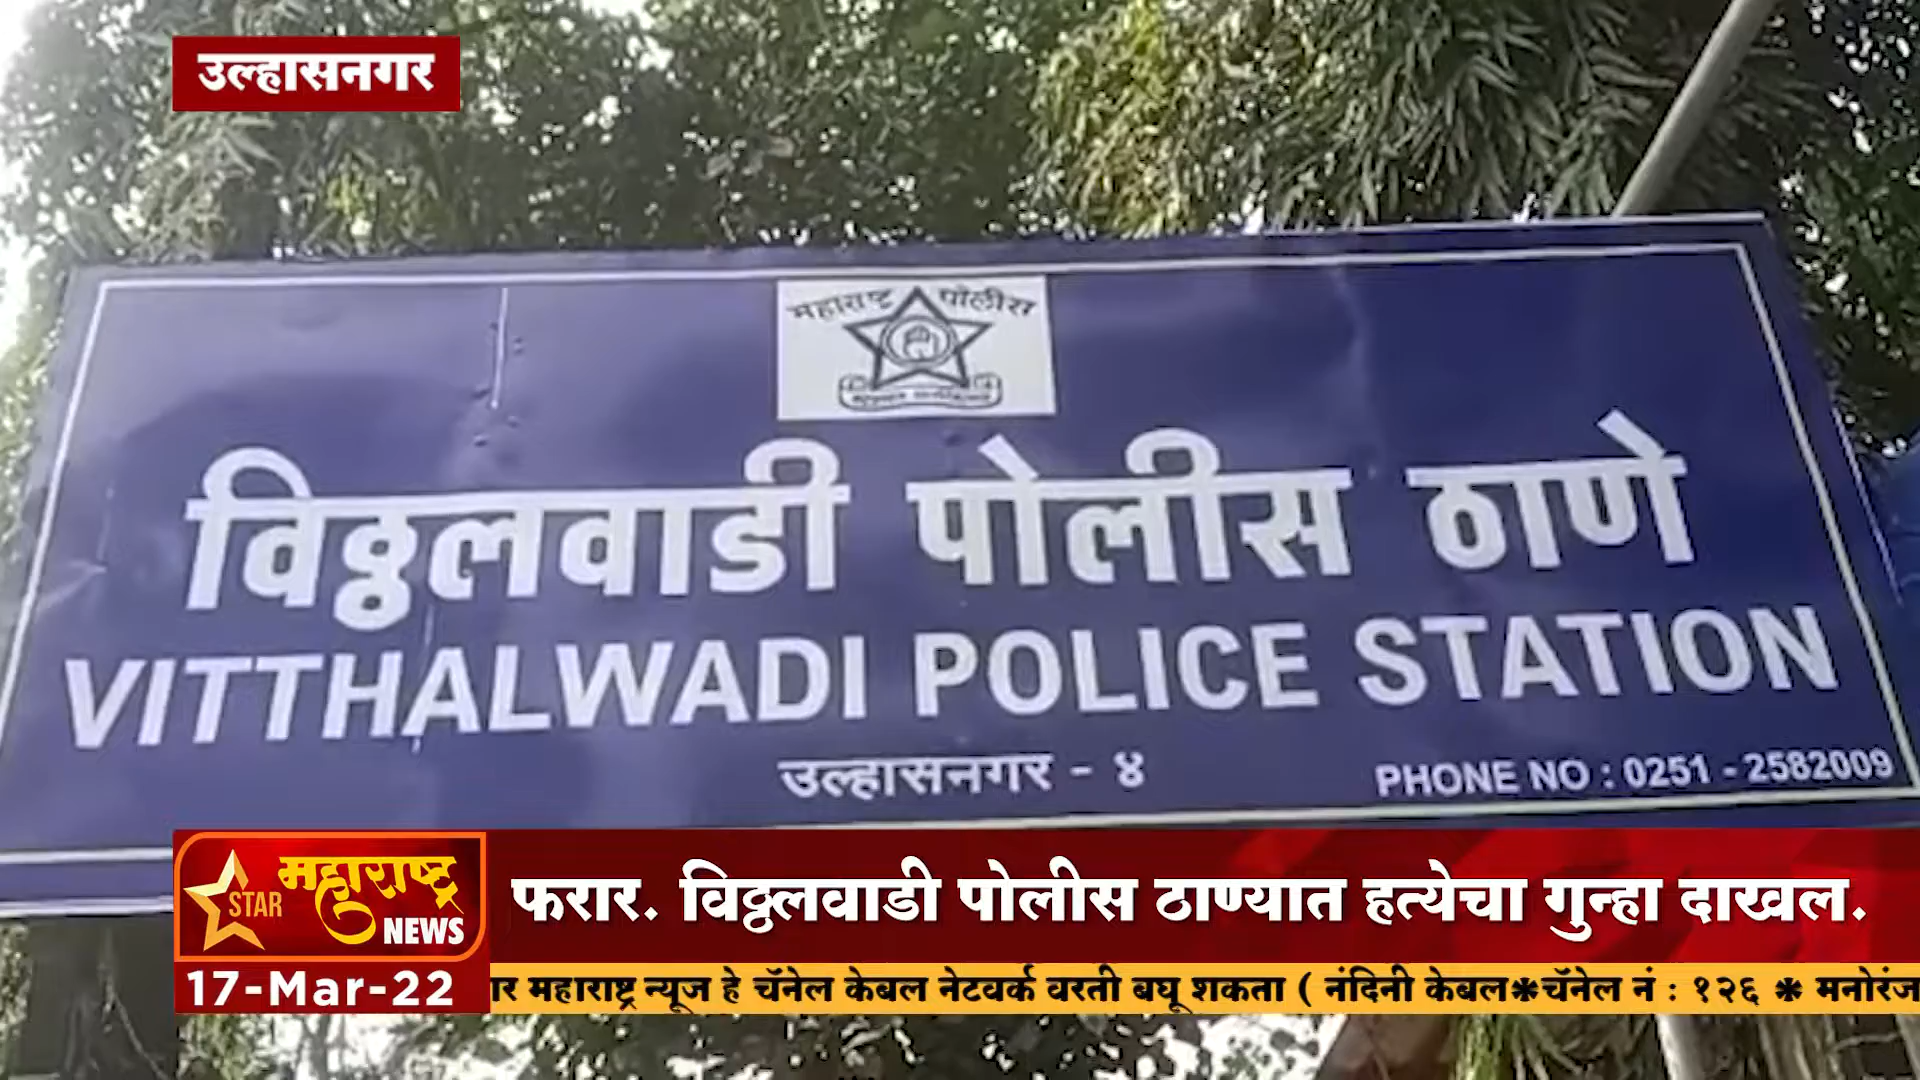 उल्हासनगर
महाराष्ट्र पोलीस
विठ्ठलवाडी पोलीस ठाणे
VITTHALWADI POLICE STATION
उल्हासनगर - ४
PHONE NO : 0251 - 2582009
STAR महाराष्ट्र NEWS
फरार. विठ्ठलवाडी पोलीस ठाण्यात हत्येचा गुन्हा दाखल.
17-Mar-22
ार महाराष्ट्र न्यूज हे चॅनेल केबल नेटवर्क वरती बघू शकता ( नंदिनी केबल✱चॅनेल नं : १२६ ✱ मनोरंज